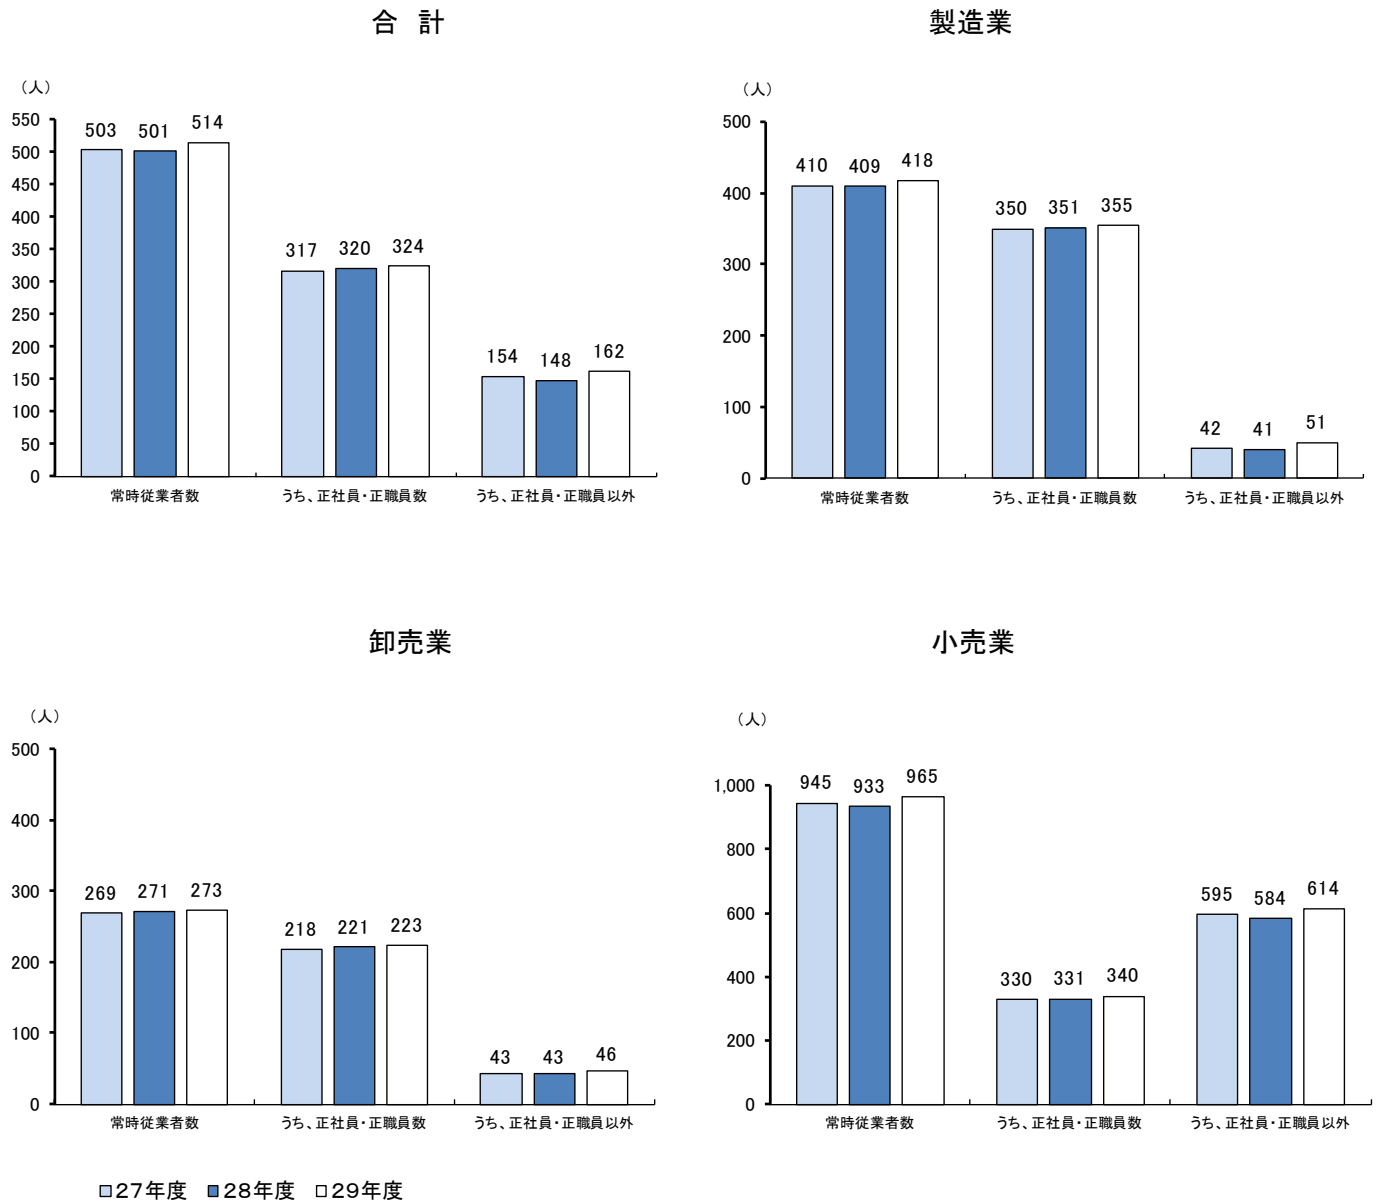 合 計
（人）
550
500
450
400
350
300
250
200
150
100
50
0
503 501 514
317 320 324
154 148 162
常時従業者数 うち、正社員・正職員数 うち、正社員・正職員以外
製造業
（人）
500
400
300
200
100
0
410 409 418
350 351 355
42 41 51
常時従業者数 うち、正社員・正職員数 うち、正社員・正職員以外
卸売業
（人）
500
400
300
200
100
0
269 271 273
218 221 223
43 43 46
常時従業者数 うち、正社員・正職員数 うち、正社員・正職員以外
小売業
（人）
1,000
800
600
400
200
0
945 933 965
330 331 340
595 584 614
常時従業者数 うち、正社員・正職員数 うち、正社員・正職員以外
27年度 28年度 29年度